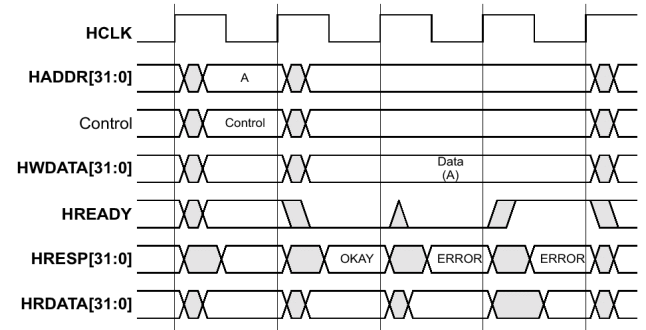 HCLK
HADDR[31:0]
A
Control
Control
HWDATA[31:0]
Data
(A)
HREADY
HRESP[31:0]
OKAY
ERROR
ERROR
HRDATA[31:0]